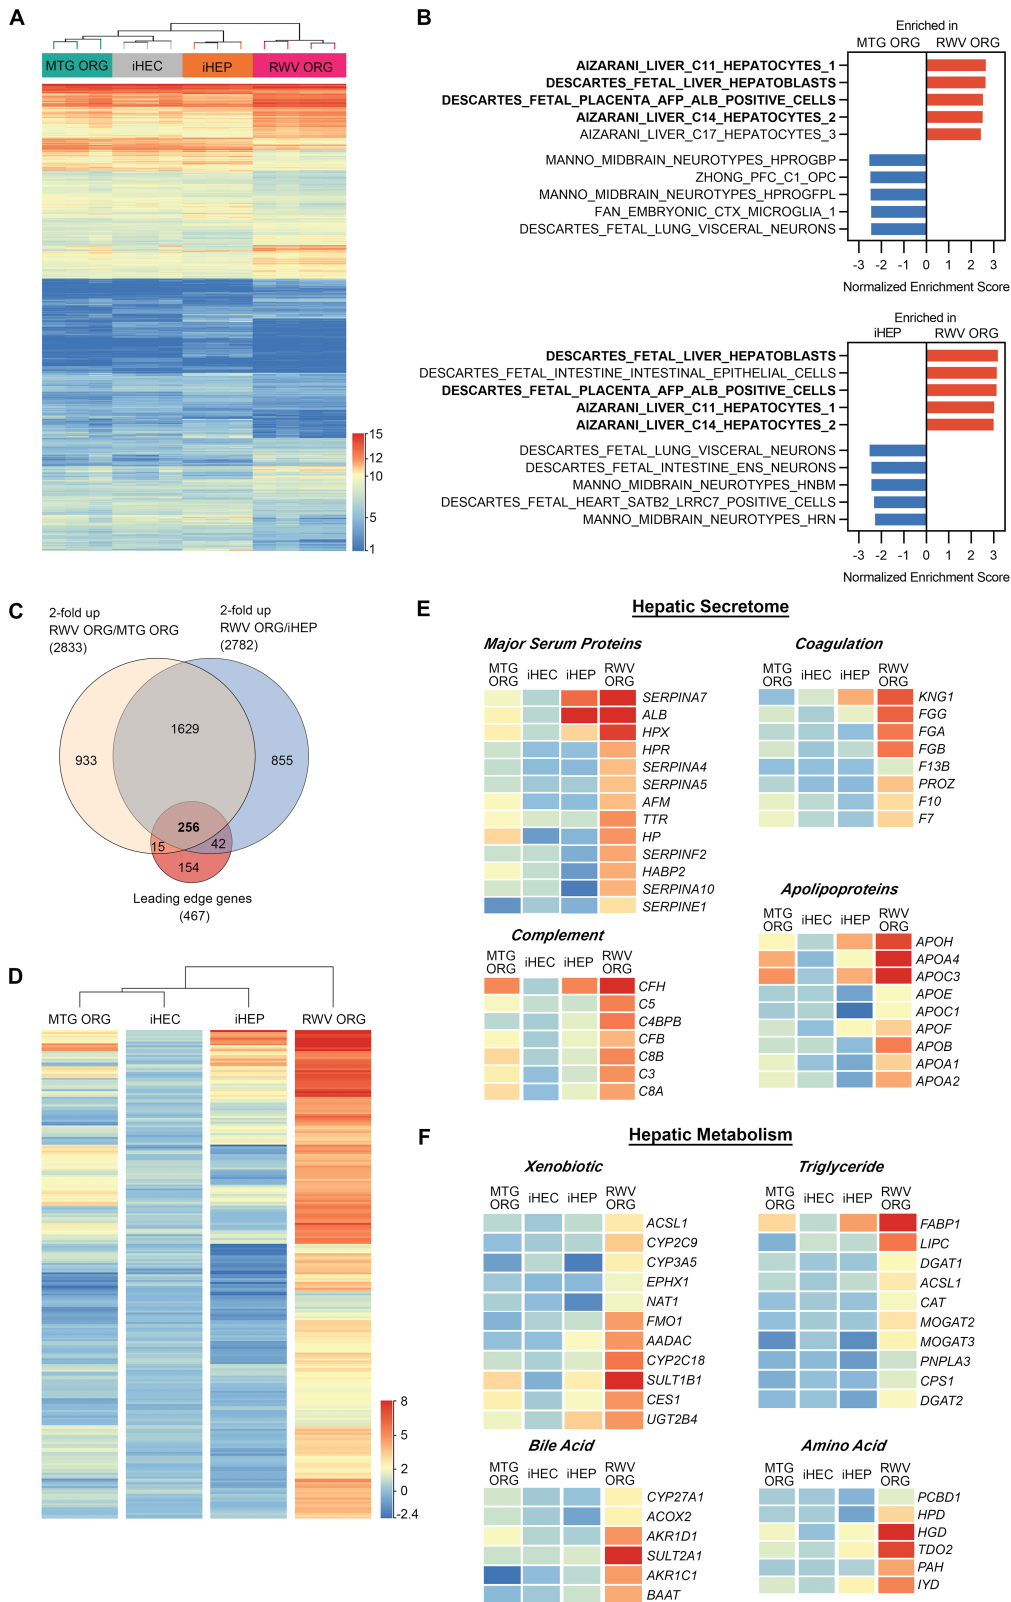 A
MTG ORG
iHEC
iHEP
RWV ORG
15
12
10
5
1
B
Enriched in
MTG ORG
RWV ORG
AIZARANI_LIVER_C11_HEPATOCYTES_1
DESCARTES_FETAL_LIVER_HEPATOBLASTS
DESCARTES_FETAL_PLACENTA_AFP_ALB_POSITIVE_CELLS
AIZARANI_LIVER_C14_HEPATOCYTES_2
AIZARANI_LIVER_C17_HEPATOCYTES_3
MANNO_MIDBRAIN_NEUROTYPES_HPROGBP
ZHONG_PFC_C1_OPC
MANNO_MIDBRAIN_NEUROTYPES_HPROGFPL
FAN_EMBRYONIC_CTX_MICROGLIA_1
DESCARTES_FETAL_LUNG_VISCERAL_NEURONS
-3 -2 -1 0 1 2 3
Normalized Enrichment Score
Enriched in
iHEP
RWV ORG
DESCARTES_FETAL_LIVER_HEPATOBLASTS
DESCARTES_FETAL_INTESTINE_INTESTINAL_EPITHELIAL_CELLS
DESCARTES_FETAL_PLACENTA_AFP_ALB_POSITIVE_CELLS
AIZARANI_LIVER_C11_HEPATOCYTES_1
AIZARANI_LIVER_C14_HEPATOCYTES_2
DESCARTES_FETAL_LUNG_VISCERAL_NEURONS
DESCARTES_FETAL_INTESTINE_ENS_NEURONS
MANNO_MIDBRAIN_NEUROTYPES_HNBM
DESCARTES_FETAL_HEART_SATB2_LRRC7_POSITIVE_CELLS
MANNO_MIDBRAIN_NEUROTYPES_HRN
-3 -2 -1 0 1 2 3
Normalized Enrichment Score
C
2-fold up
RWV ORG/MTG ORG
(2833)
2-fold up
RWV ORG/iHEP
(2782)
1629
933
855
256
15
42
154
Leading edge genes
(467)
D
MTG ORG
iHEC
iHEP
RWV ORG
8
5
2
0
-2.4
E
Hepatic Secretome
Major Serum Proteins
MTG
ORG
iHEC
iHEP
RWV
ORG
SERPINA7
ALB
HPX
HPR
SERPINA4
SERPINA5
AFM
TTR
HP
SERPINF2
HABP2
SERPINA10
SERPINE1
Coagulation
MTG
ORG
iHEC
iHEP
RWV
ORG
KNG1
FGG
FGA
FGB
F13B
PROZ
F10
F7
Complement
MTG
ORG
iHEC
iHEP
RWV
ORG
CFH
C5
C4BPB
CFB
C8B
C3
C8A
Apolipoproteins
MTG
ORG
iHEC
iHEP
RWV
ORG
APOH
APOA4
APOC3
APOE
APOC1
APOF
APOB
APOA1
APOA2
F
Hepatic Metabolism
Xenobiotic
MTG
ORG
iHEC
iHEP
RWV
ORG
ACSL1
CYP2C9
CYP3A5
EPHX1
NAT1
FMO1
AADAC
CYP2C18
SULT1B1
CES1
UGT2B4
Triglyceride
MTG
ORG
iHEC
iHEP
RWV
ORG
FABP1
LIPC
DGAT1
ACSL1
CAT
MOGAT2
MOGAT3
PNPLA3
CPS1
DGAT2
Bile Acid
MTG
ORG
iHEC
iHEP
RWV
ORG
CYP27A1
ACOX2
AKR1D1
SULT2A1
AKR1C1
BAAT
Amino Acid
MTG
ORG
iHEC
iHEP
RWV
ORG
PCBD1
HPD
HGD
TDO2
PAH
IYD